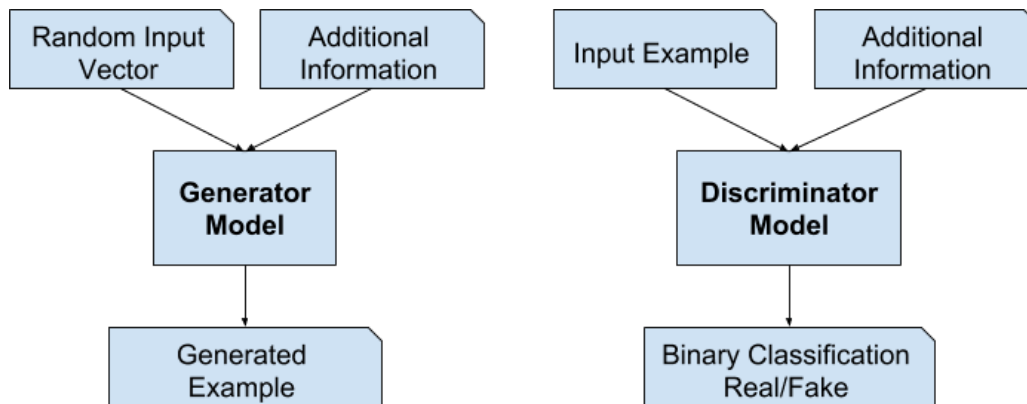 Random Input
Vector
Additional
Information
Input Example
Additional
Information
Generator
Model
Discriminator
Model
Generated
Example
Binary Classification
Real/Fake